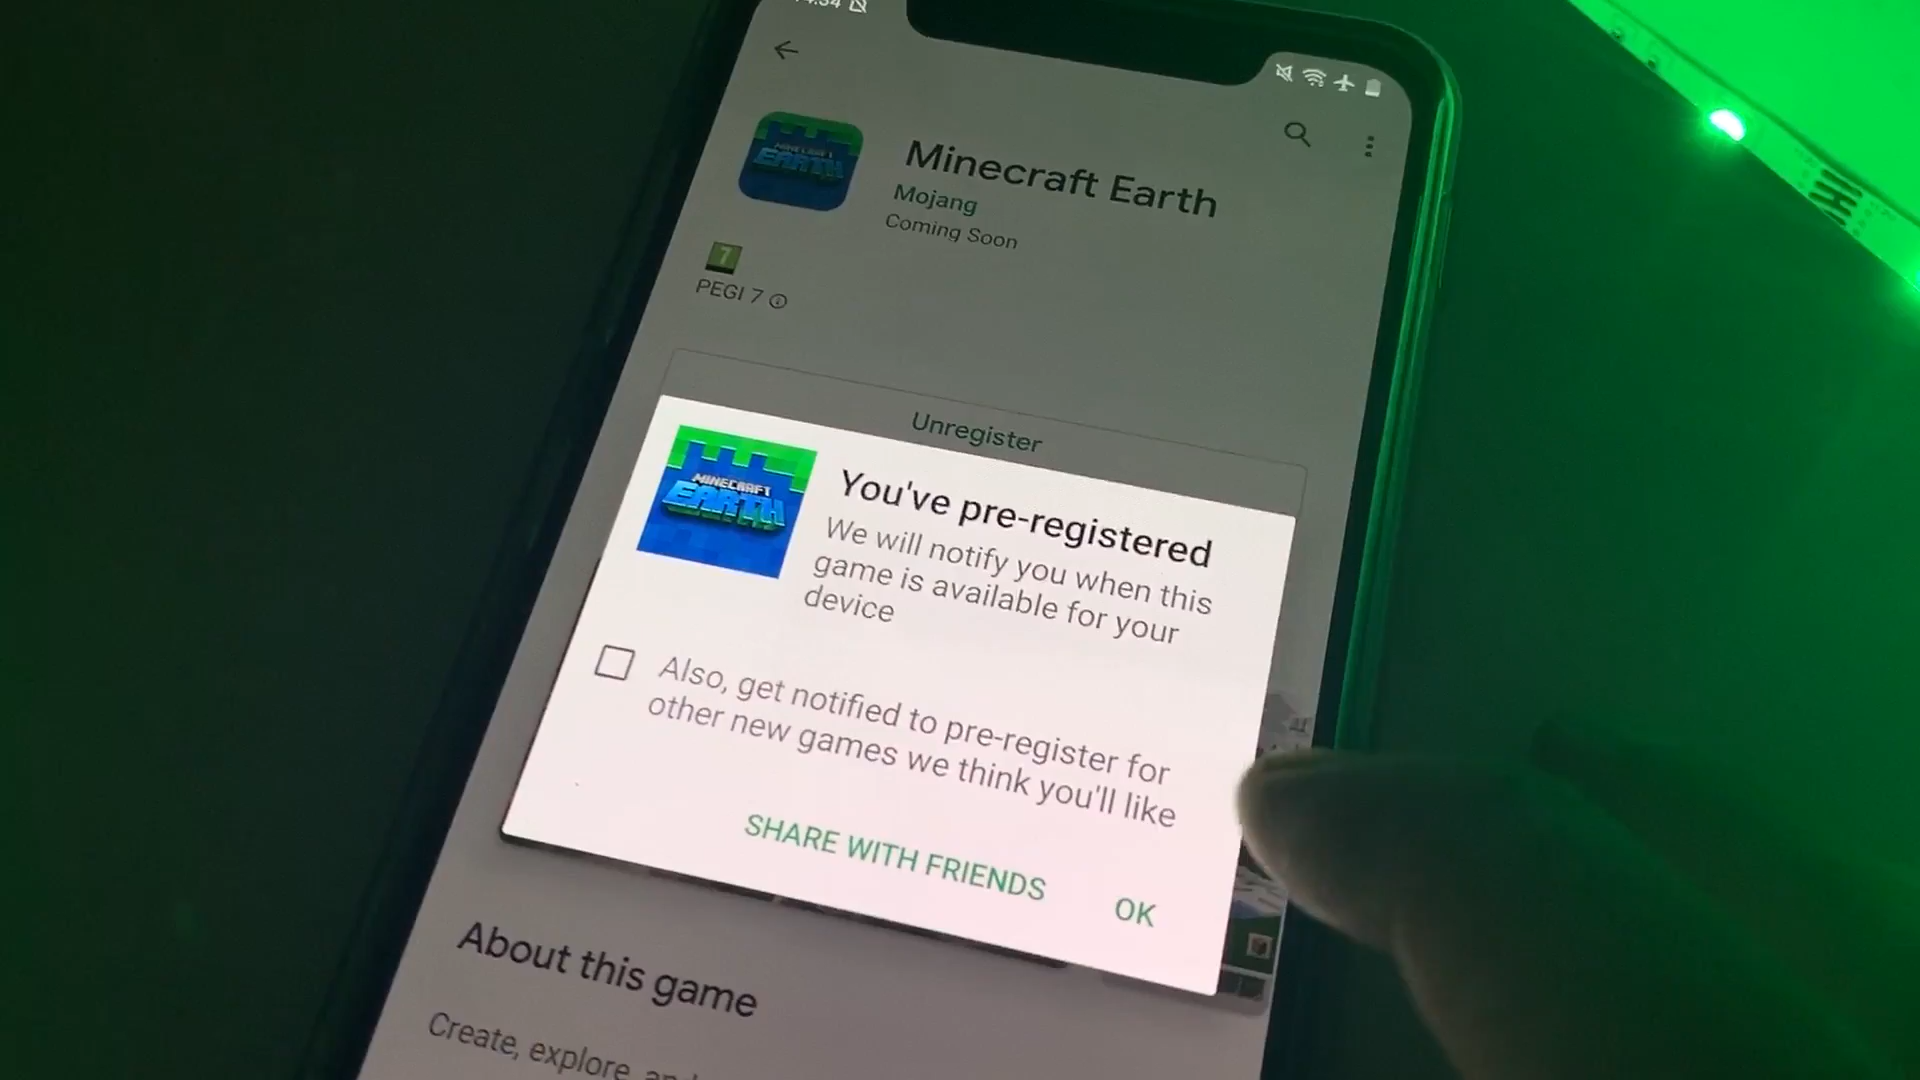 Minecraft Earth
Mojang
Coming Soon
7
PEGI 7
Unregister
MINECRAFT
EARTH
You've pre-registered
We will notify you when this
game is available for your
device
Also, get notified to pre-register for
other new games we think you'll like
SHARE WITH FRIENDS
OK
About this game
Create, explore,